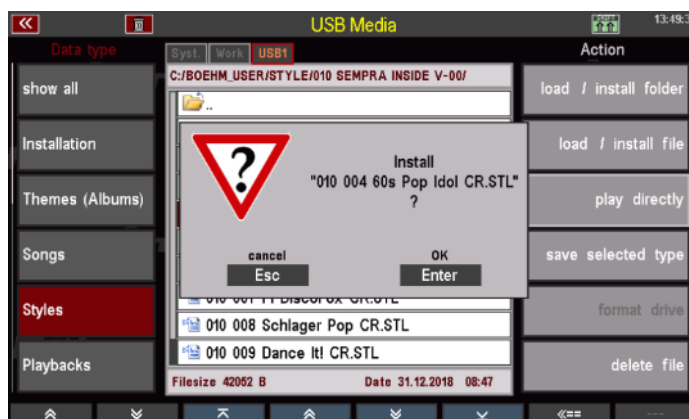 USB Media
13:49:3
Data type
Syst. Work USB1
Action
C:/BOEHM_USER/STYLE/010 SEMPRA INSIDE V-00/
show all
..
load / install folder
Installation
Install
"010 004 60s Pop Idol CR.STL"
?
load / install file
Themes (Albums)
play directly
Songs
cancel
OK
Esc
Enter
save selected type
Styles
010 008 Schlager Pop CR.STL
format drive
Playbacks
010 009 Dance It! CR.STL
Filesize 42052 B
Date 31.12.2018 08:47
delete file
<<==
---